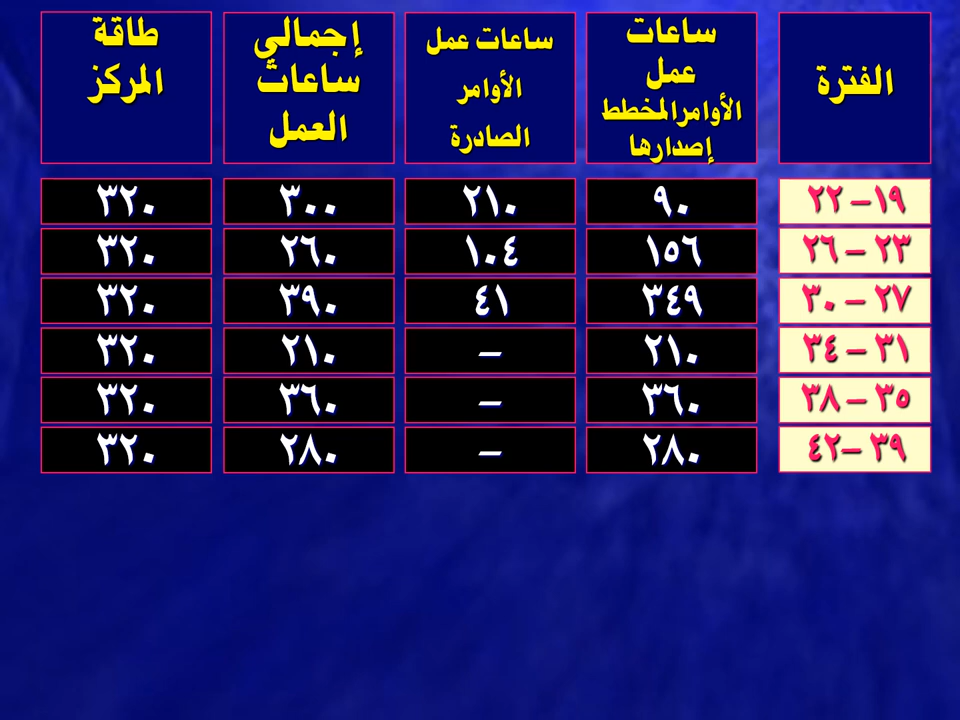 الفترة
ساعات
عمل
الأوامرالمخطط
إصدارها
ساعات عمل
الأوامر
الصادرة
إجمالي
ساعات
العمل
طاقة
المركز
١٩– ٢٢ ٩٠ ٢١٠ ٣٠٠ ٣٢٠
٢٣ – ٢٦ ١٥٦ ١٠٤ ٢٦٠ ٣٢٠
٢٧ – ٣٠ ٣٤٩ ٤١ ٣٩٠ ٣٢٠
٣١ – ٣٤ ٢١٠ – ٢١٠ ٣٢٠
٣٥ – ٣٨ ٣٦٠ – ٣٦٠ ٣٢٠
٣٩ –٤٢ ٢٨٠ – ٢٨٠ ٣٢٠